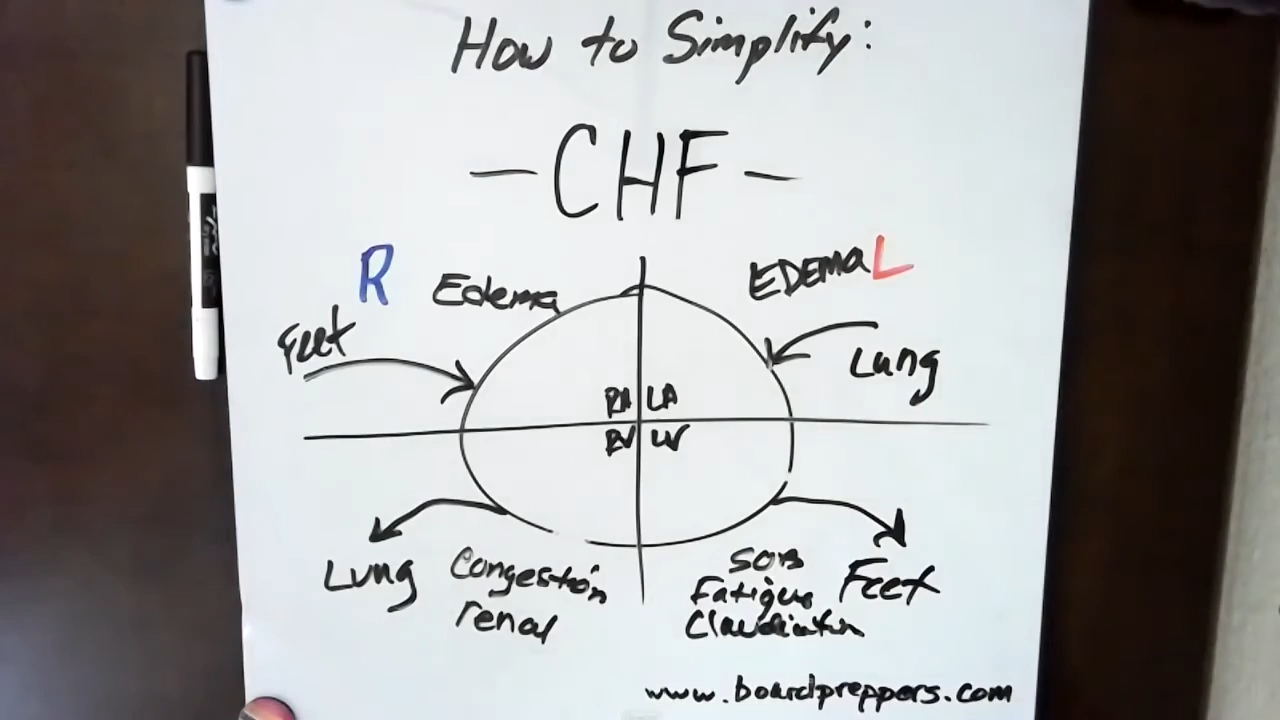 How to Simplify:
- CHF -
R Edema EDEMA L
Feet
Lung
RA LA
RV LV
Lung Congestion SOB Feet
renal Fatigue
Claudication
www.boardpreppers.com